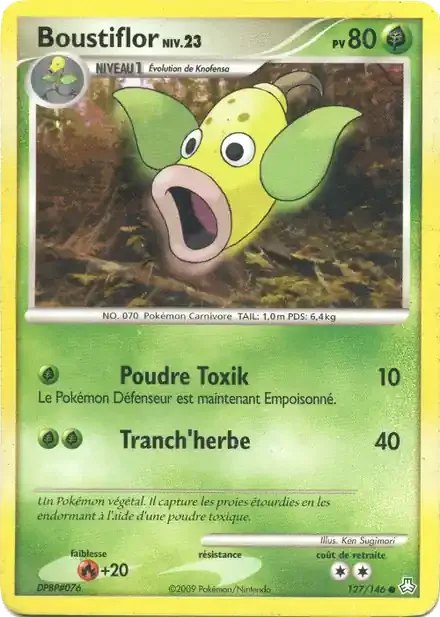 Boustiflor NIV.23 PV 80
NIVEAU 1 Évolution de Knofensa
NO. 070 Pokémon Carnivore TAIL: 1,0m PDS: 6,4kg
Poudre Toxik 10
Le Pokémon Défenseur est maintenant Empoisonné.
Tranch'herbe 40
Un Pokémon végétal. Il capture les proies étourdies en les
endormant à l'aide d'une poudre toxique.
Illus. Ken Sugimori
faiblesse résistance coût de retraite
+20
DPBP#076 ©2009 Pokémon/Nintendo 127/146